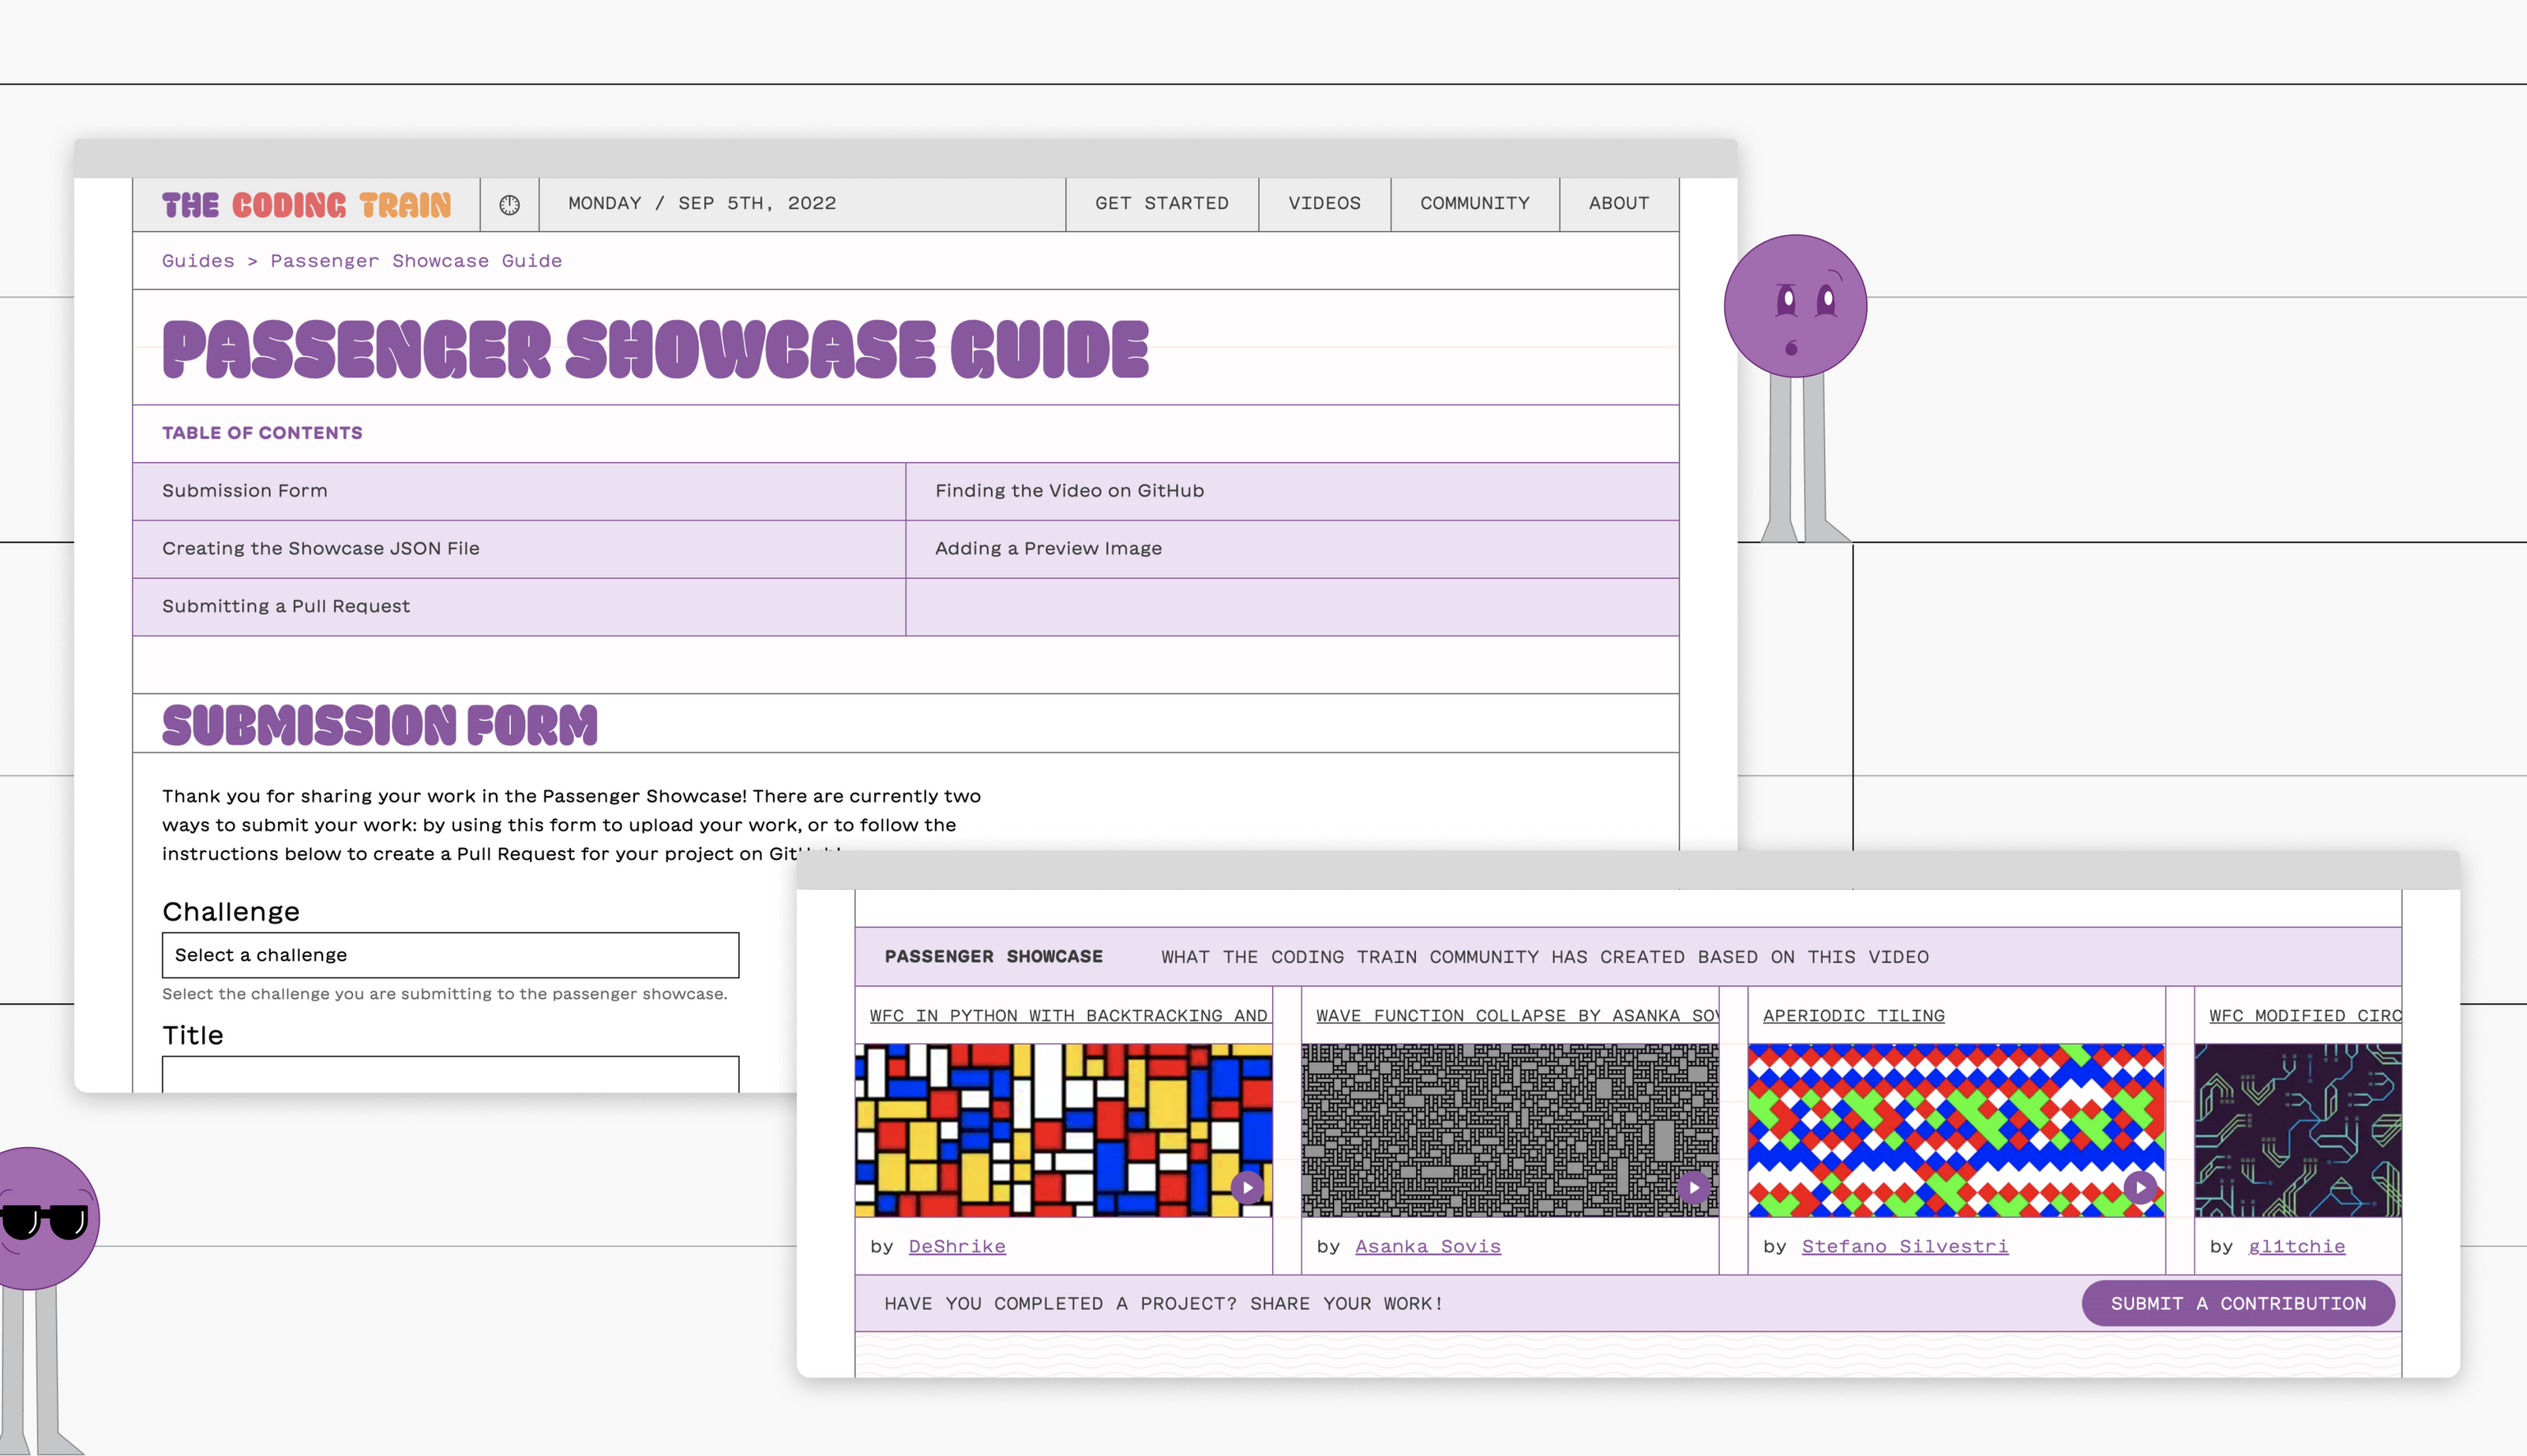 THE CODING TRAIN
MONDAY / SEP 5TH, 2022
GET STARTED
VIDEOS
COMMUNITY
ABOUT
Guides > Passenger Showcase Guide
PASSENGER SHOWCASE GUIDE
TABLE OF CONTENTS
Submission Form
Finding the Video on GitHub
Creating the Showcase JSON File
Adding a Preview Image
Submitting a Pull Request
SUBMISSION FORM
Thank you for sharing your work in the Passenger Showcase! There are currently two
ways to submit your work: by using this form to upload your work, or to follow the
instructions below to create a Pull Request for your project on
Challenge
Select a challenge
Select the challenge you are submitting to the passenger showcase.
Title
PASSENGER SHOWCASE
WHAT THE CODING TRAIN COMMUNITY HAS CREATED BASED ON THIS VIDEO
WFC IN PYTHON WITH BACKTRACKING AND
WAVE FUNCTION COLLAPSE BY ASANKA
APERIODIC TILING
WFC MODIFIED
by DeShrike
by Asanka Sovis
by Stefano Silvestri
by gl1tchie
HAVE YOU COMPLETED A PROJECT? SHARE YOUR WORK!
SUBMIT A CONTRIBUTION